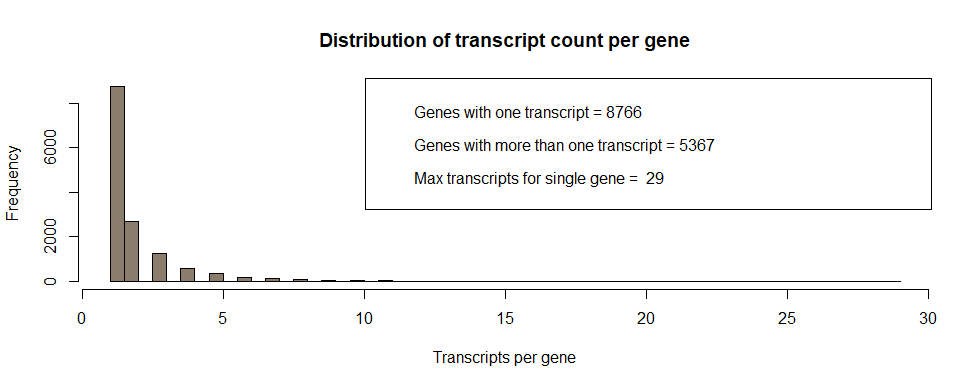 Distribution of transcript count per gene
Genes with one transcript = 8766
Genes with more than one transcript = 5367
Max transcripts for single gene = 29
Frequency
6000
2000
0
0 5 10 15 20 25 30
Transcripts per gene